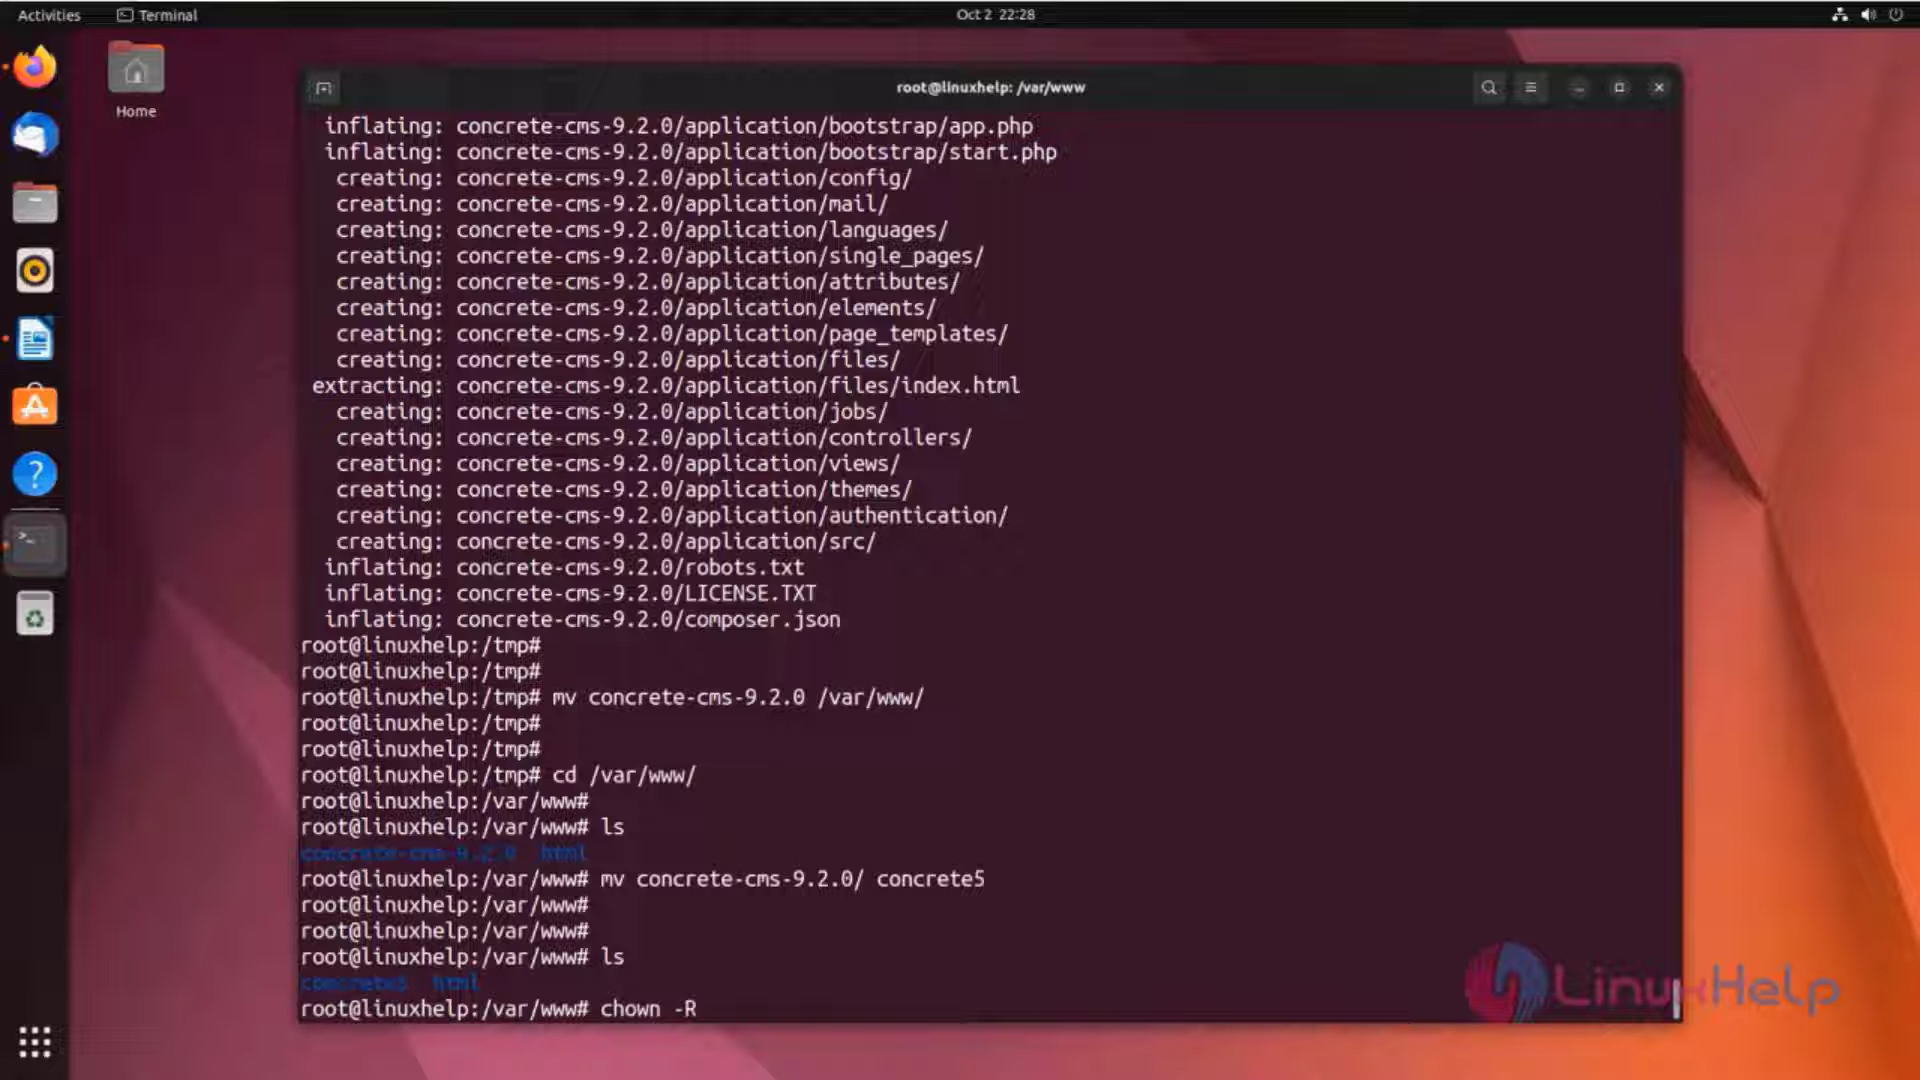 Activities
Terminal
Oct 2 22:28
Home
root@linuxhelp: /var/www
inflating: concrete-cms-9.2.0/application/bootstrap/app.php
inflating: concrete-cms-9.2.0/application/bootstrap/start.php
creating: concrete-cms-9.2.0/application/config/
creating: concrete-cms-9.2.0/application/mail/
creating: concrete-cms-9.2.0/application/languages/
creating: concrete-cms-9.2.0/application/single_pages/
creating: concrete-cms-9.2.0/application/attributes/
creating: concrete-cms-9.2.0/application/elements/
creating: concrete-cms-9.2.0/application/page_templates/
creating: concrete-cms-9.2.0/application/files/
extracting: concrete-cms-9.2.0/application/files/index.html
creating: concrete-cms-9.2.0/application/jobs/
creating: concrete-cms-9.2.0/application/controllers/
creating: concrete-cms-9.2.0/application/views/
creating: concrete-cms-9.2.0/application/themes/
creating: concrete-cms-9.2.0/application/authentication/
creating: concrete-cms-9.2.0/application/src/
inflating: concrete-cms-9.2.0/robots.txt
inflating: concrete-cms-9.2.0/LICENSE.TXT
inflating: concrete-cms-9.2.0/composer.json
root@linuxhelp:/tmp#
root@linuxhelp:/tmp#
root@linuxhelp:/tmp# mv concrete-cms-9.2.0 /var/www/
root@linuxhelp:/tmp#
root@linuxhelp:/tmp#
root@linuxhelp:/tmp# cd /var/www/
root@linuxhelp:/var/www#
root@linuxhelp:/var/www# ls
concrete-cms-9.2.0  html
root@linuxhelp:/var/www# mv concrete-cms-9.2.0/ concrete5
root@linuxhelp:/var/www#
root@linuxhelp:/var/www#
root@linuxhelp:/var/www# ls
concrete5  html
root@linuxhelp:/var/www# chown -R
LinuxHelp